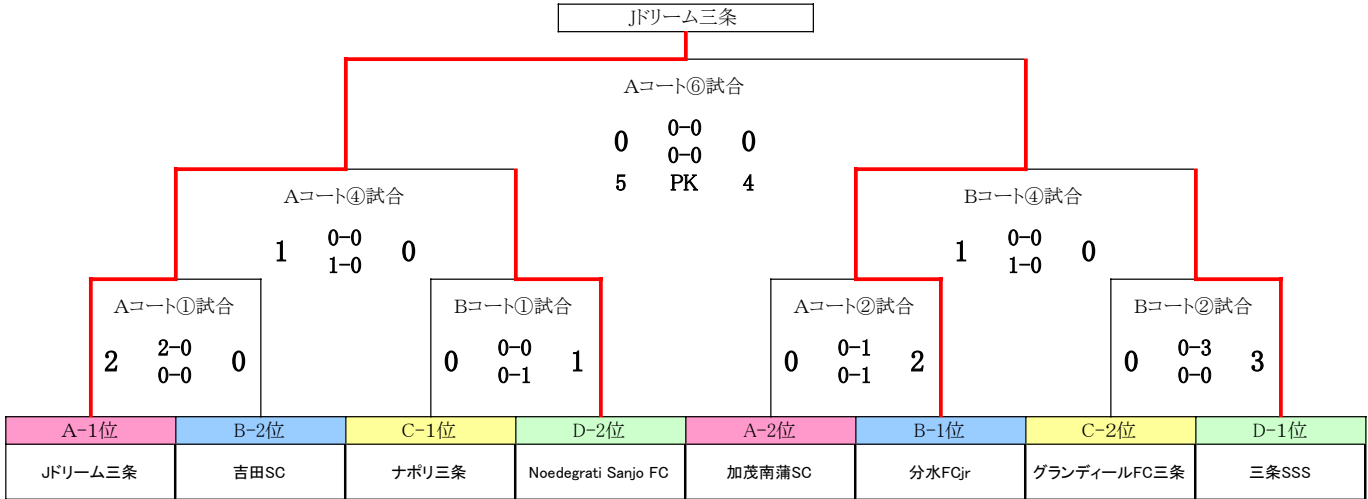 Jドリーム三条
Aコート⑥試合
0 0-0 0
0-0
5 PK 4
Aコート④試合 Bコート④試合
1 0-0 0 1 0-0 0
1-0 1-0
Aコート①試合 Bコート①試合 Aコート②試合 Bコート②試合
2 2-0 0 0 0-0 1 0 0-1 2 0 0-3 3
0-0 0-1 0-1 0-0
A-1位 B-2位 C-1位 D-2位 A-2位 B-1位 C-2位 D-1位
Jドリーム三条 吉田SC ナポリ三条 Noedegrati Sanjo FC 加茂南蒲SC 分水FCjr グランディールFC三条 三条SSS